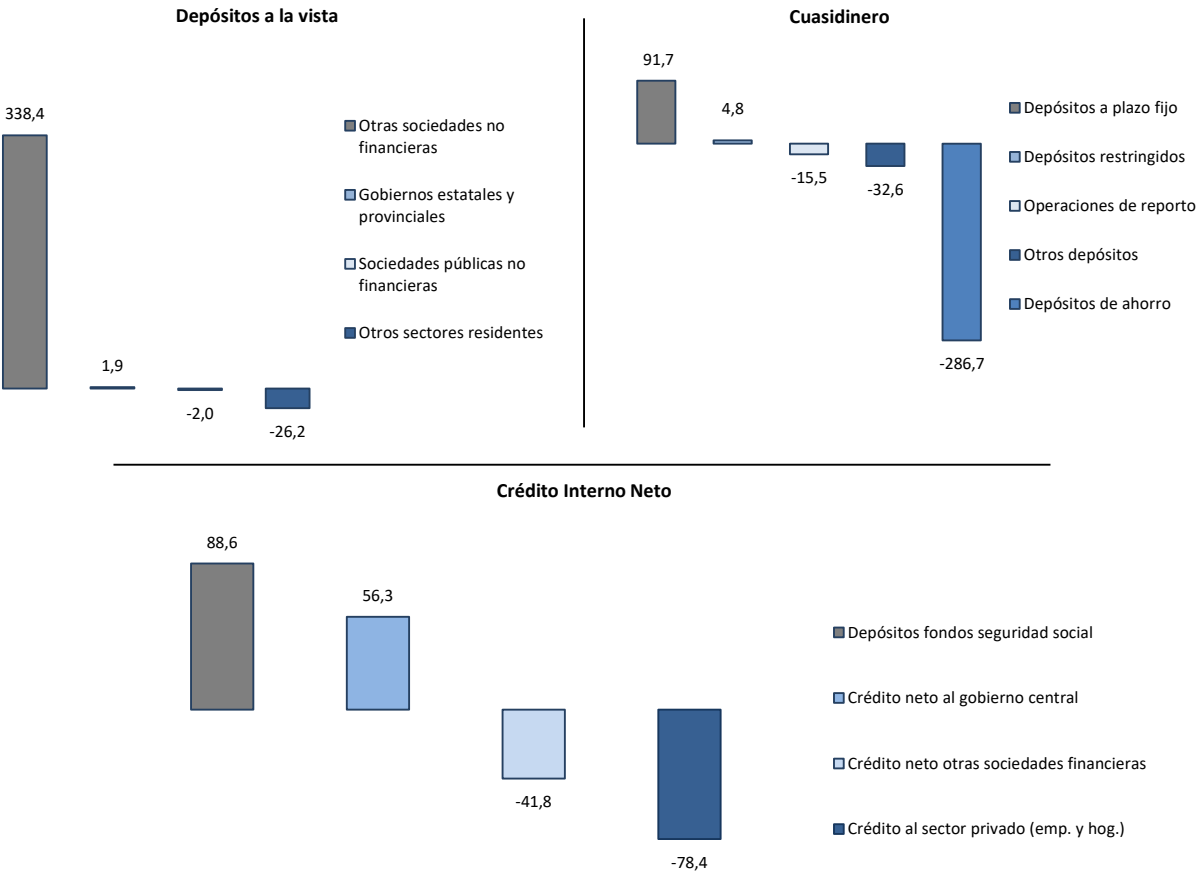 Depósitos a la vista
338,4
1,9
-2,0
-26,2
Otras sociedades no
financieras
Gobiernos estatales y
provinciales
Sociedades públicas no
financieras
Otros sectores residentes
Cuasidinero
91,7
4,8
-15,5
-32,6
-286,7
Depósitos a plazo fijo
Depósitos restringidos
Operaciones de reporto
Otros depósitos
Depósitos de ahorro
Crédito Interno Neto
88,6
56,3
-41,8
-78,4
Depósitos fondos seguridad social
Crédito neto al gobierno central
Crédito neto otras sociedades financieras
Crédito al sector privado (emp. y hog.)